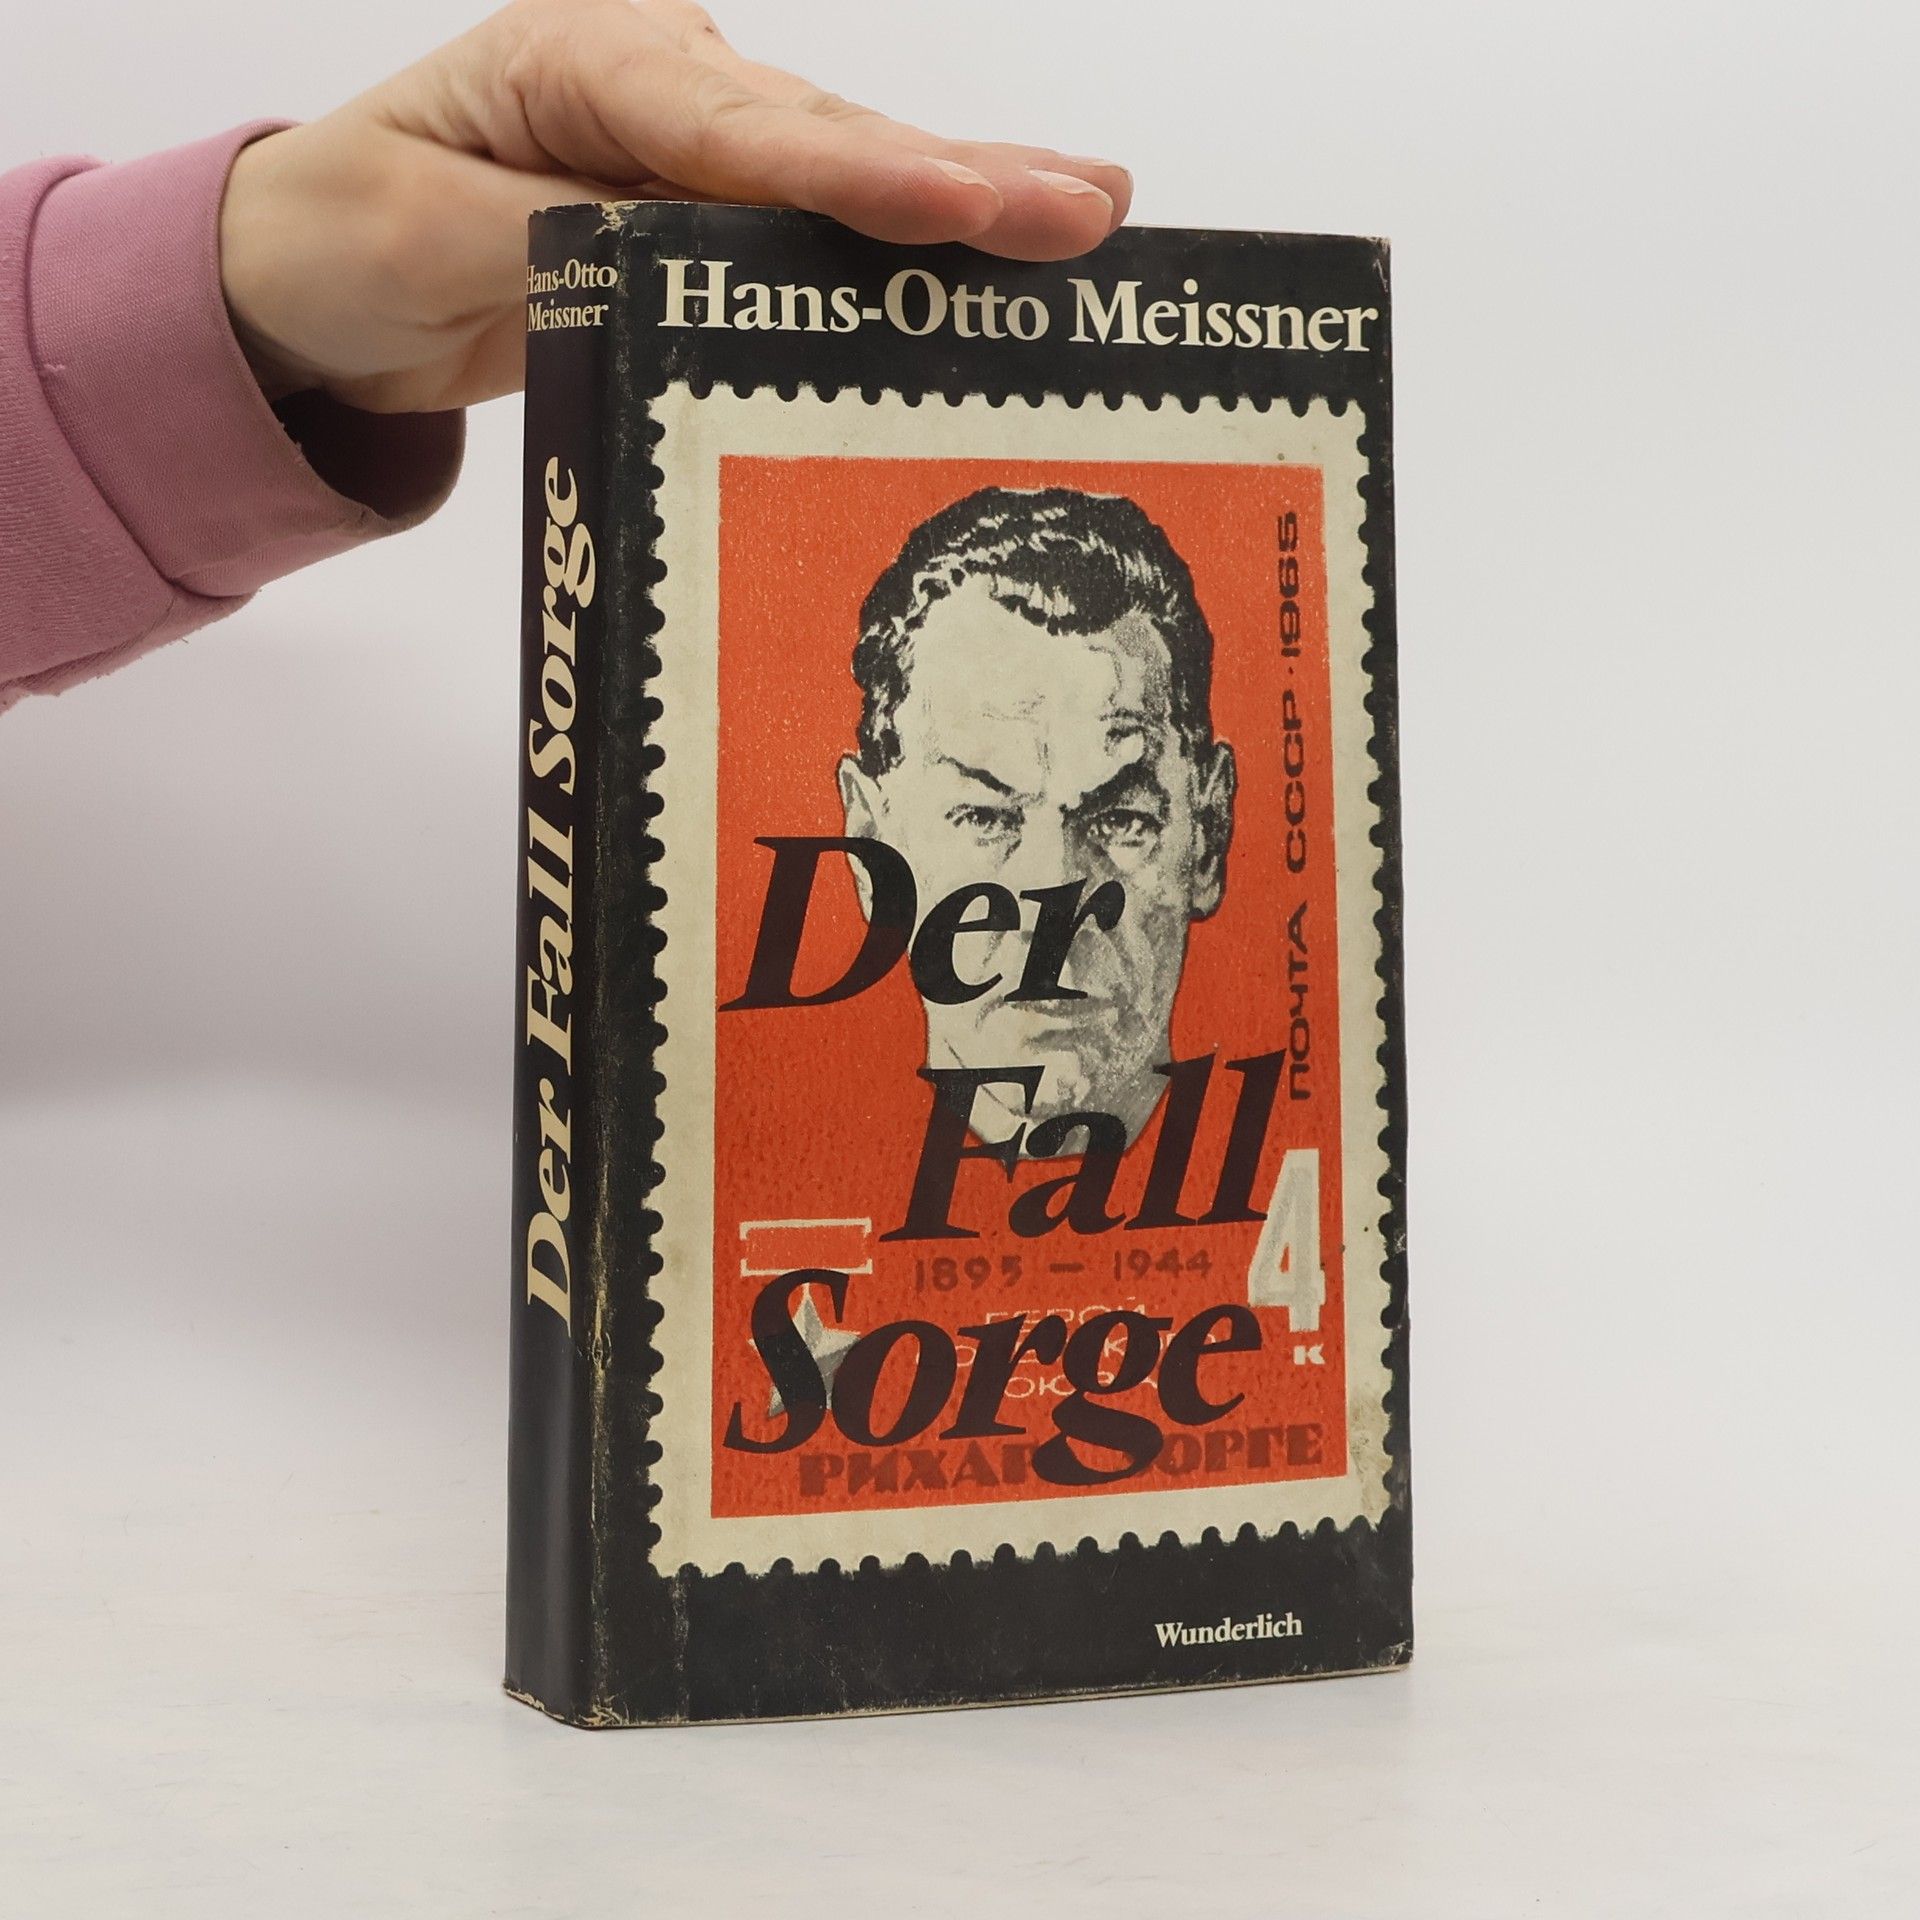 Hans-Otto
Meissner
Der Fall Sorge
Hans-Otto Meissner
ПОЧТА СССР·1965
Der
Fall
Sorge
4
К
1895 — 1944
ГЕРОЙ
Wunderlich